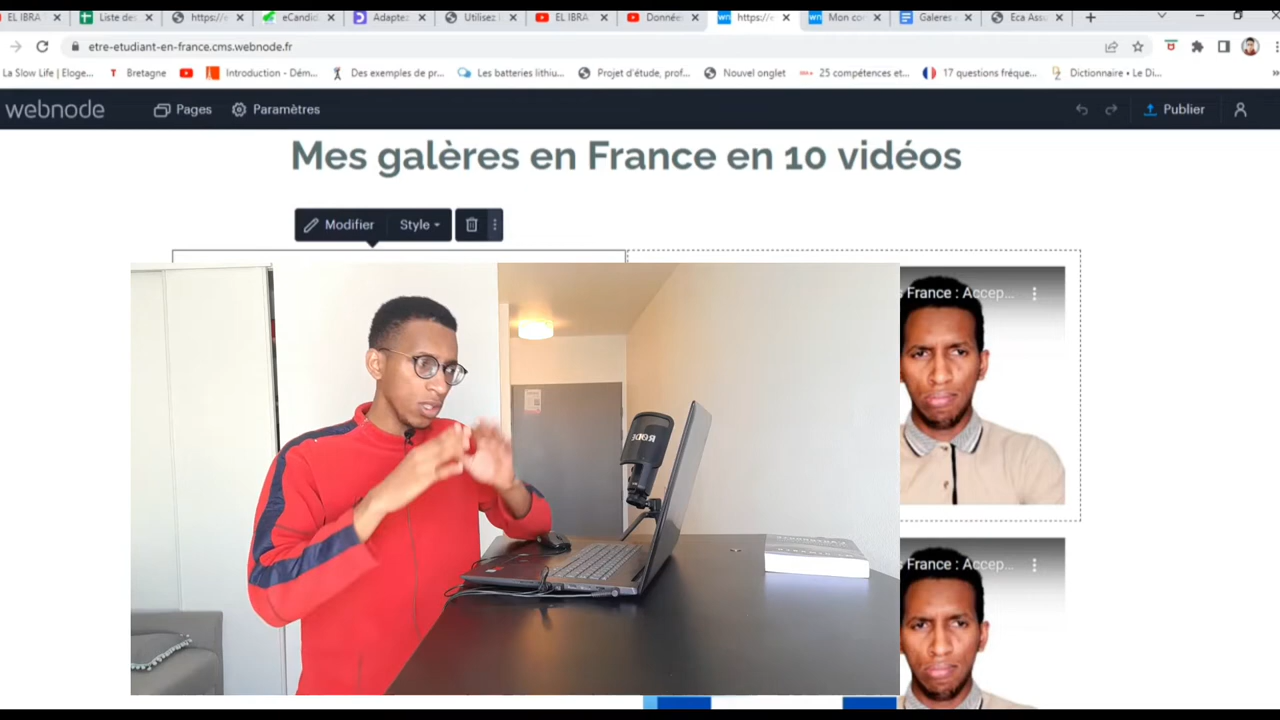 EL IBRA
Liste des
https://e
eCandid
Adaptez
Utilisez l
EL IBRA
Données
https://e
Mon co
Galeres
Eca Assu
etre-etudiant-en-france.cms.webnode.fr
La Slow Life | Eloge...
Bretagne
Introduction - Dém...
Des exemples de pr...
Les batteries lithiu...
Projet d'étude, prof...
Nouvel onglet
25 compétences et...
17 questions fréque...
Dictionnaire • Le Di...
webnode
Pages
Paramètres
Publier
Mes galères en France en 10 vidéos
Modifier
Style
France : Accep...
RØDE
France : Accep...